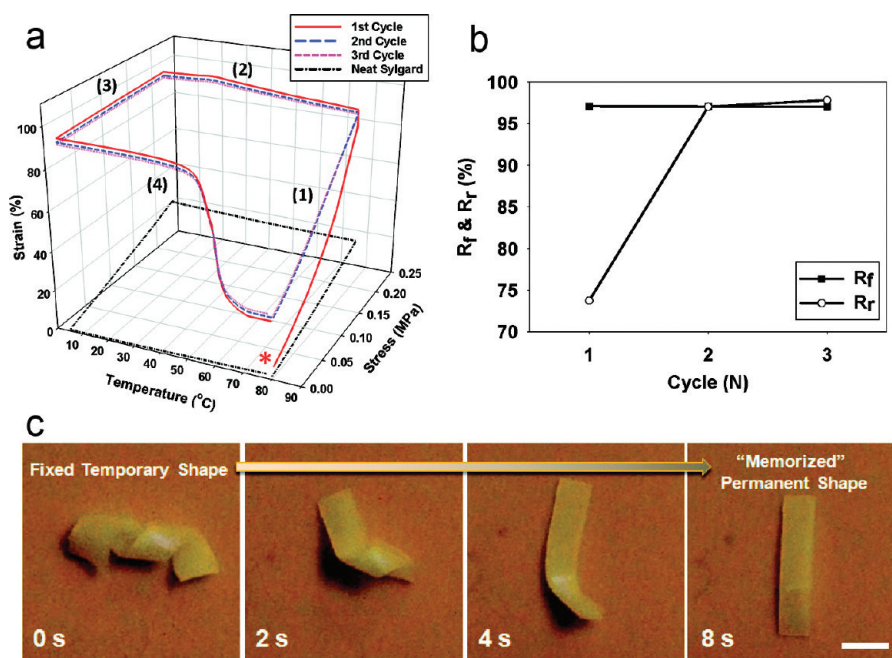 a
1st Cycle
2nd Cycle
3rd Cycle
Neat Sylgard
(3)
(2)
(4)
(1)
Strain (%)
100
80
60
40
20
0
*
10
20
30
40
50
60
70
80
90
Temperature (°C)
0.00
0.05
0.10
0.15
0.20
0.25
Stress (MPa)
b
100
95
90
85
80
75
70
Rf & Rr (%)
Rf
Rr
1
2
3
Cycle (N)
c
Fixed Temporary Shape
“Memorized”
Permanent Shape
0 s
2 s
4 s
8 s